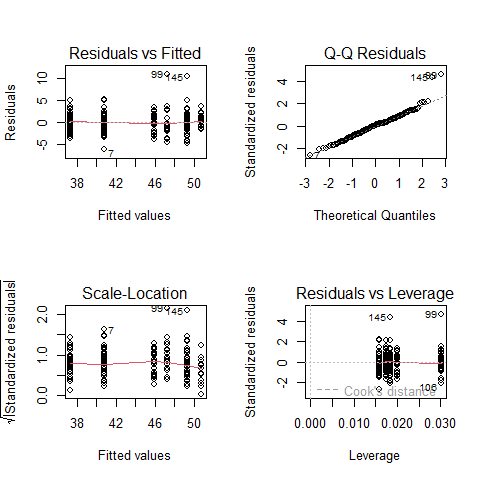 Residuals vs Fitted
Residuals
10
5
0
-5
99
145
7
38 42 46 50
Fitted values
Q-Q Residuals
Standardized residuals
4
2
0
-2
145
99
7
-3 -2 -1 0 1 2 3
Theoretical Quantiles
Scale-Location
√|Standardized residuals|
2.0
1.0
0.0
99
145
7
38 42 46 50
Fitted values
Residuals vs Leverage
Standardized residuals
4
2
0
-2
145
99
106
Cook's distance
0.000 0.010 0.020 0.030
Leverage